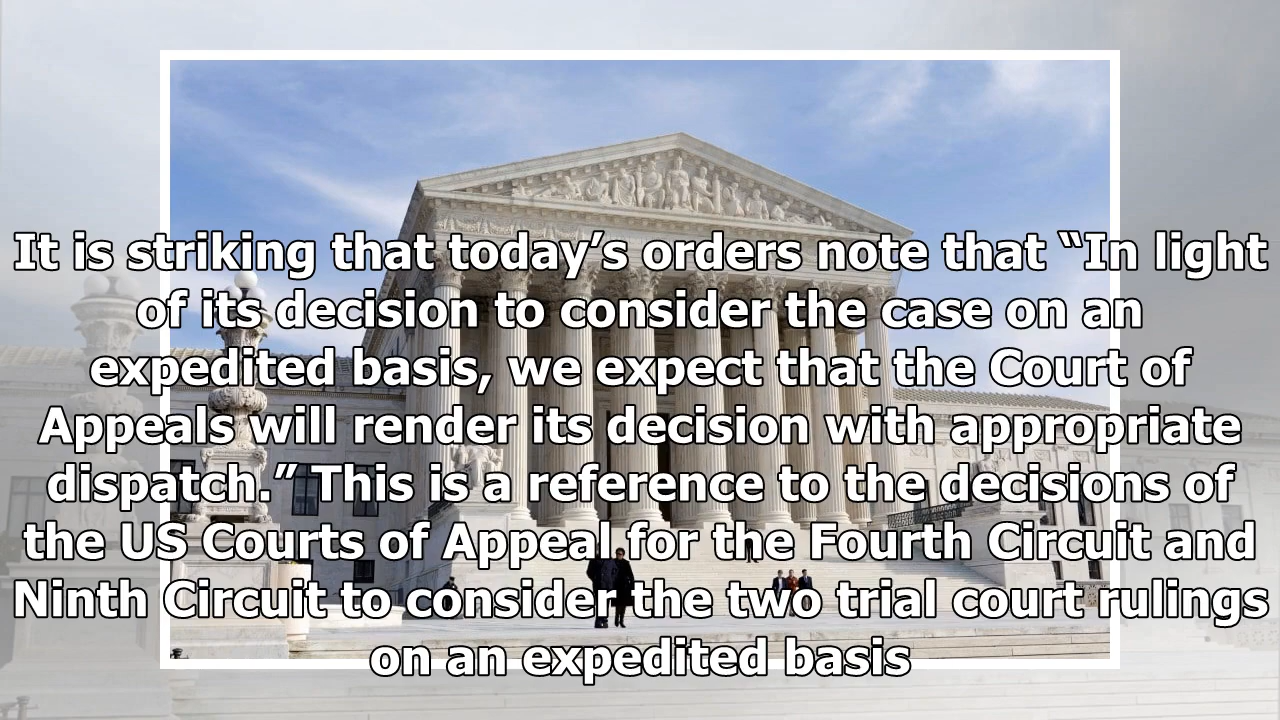 It is striking that today’s orders note that “In light
of its decision to consider the case on an
expedited basis, we expect that the Court of
Appeals will render its decision with appropriate
dispatch.” This is a reference to the decisions of
the US Courts of Appeal for the Fourth Circuit and
Ninth Circuit to consider the two trial court rulings
on an expedited basis